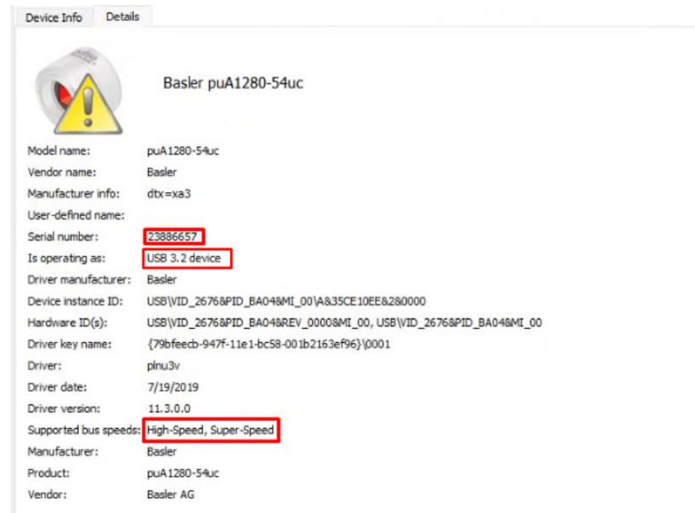 Device Info Details
Basler puA1280-54uc
Model name: puA1280-54uc
Vendor name: Basler
Manufacturer info: dtx=xa3
User-defined name:
Serial number: 23886657
Is operating as: USB 3.2 device
Driver manufacturer: Basler
Device instance ID: USB\VID_2676&PID_BA04&MI_00\A&35CE10EE&2&0000
Hardware ID(s): USB\VID_2676&PID_BA04&REV_0000&MI_00, USB\VID_2676&PID_BA04&MI_00
Driver key name: {79bfeecb-947f-11e1-bc58-001b2163ef96}\0001
Driver: plnu3v
Driver date: 7/19/2019
Driver version: 11.3.0.0
Supported bus speeds: High-Speed, Super-Speed
Manufacturer: Basler
Product: puA1280-54uc
Vendor: Basler AG